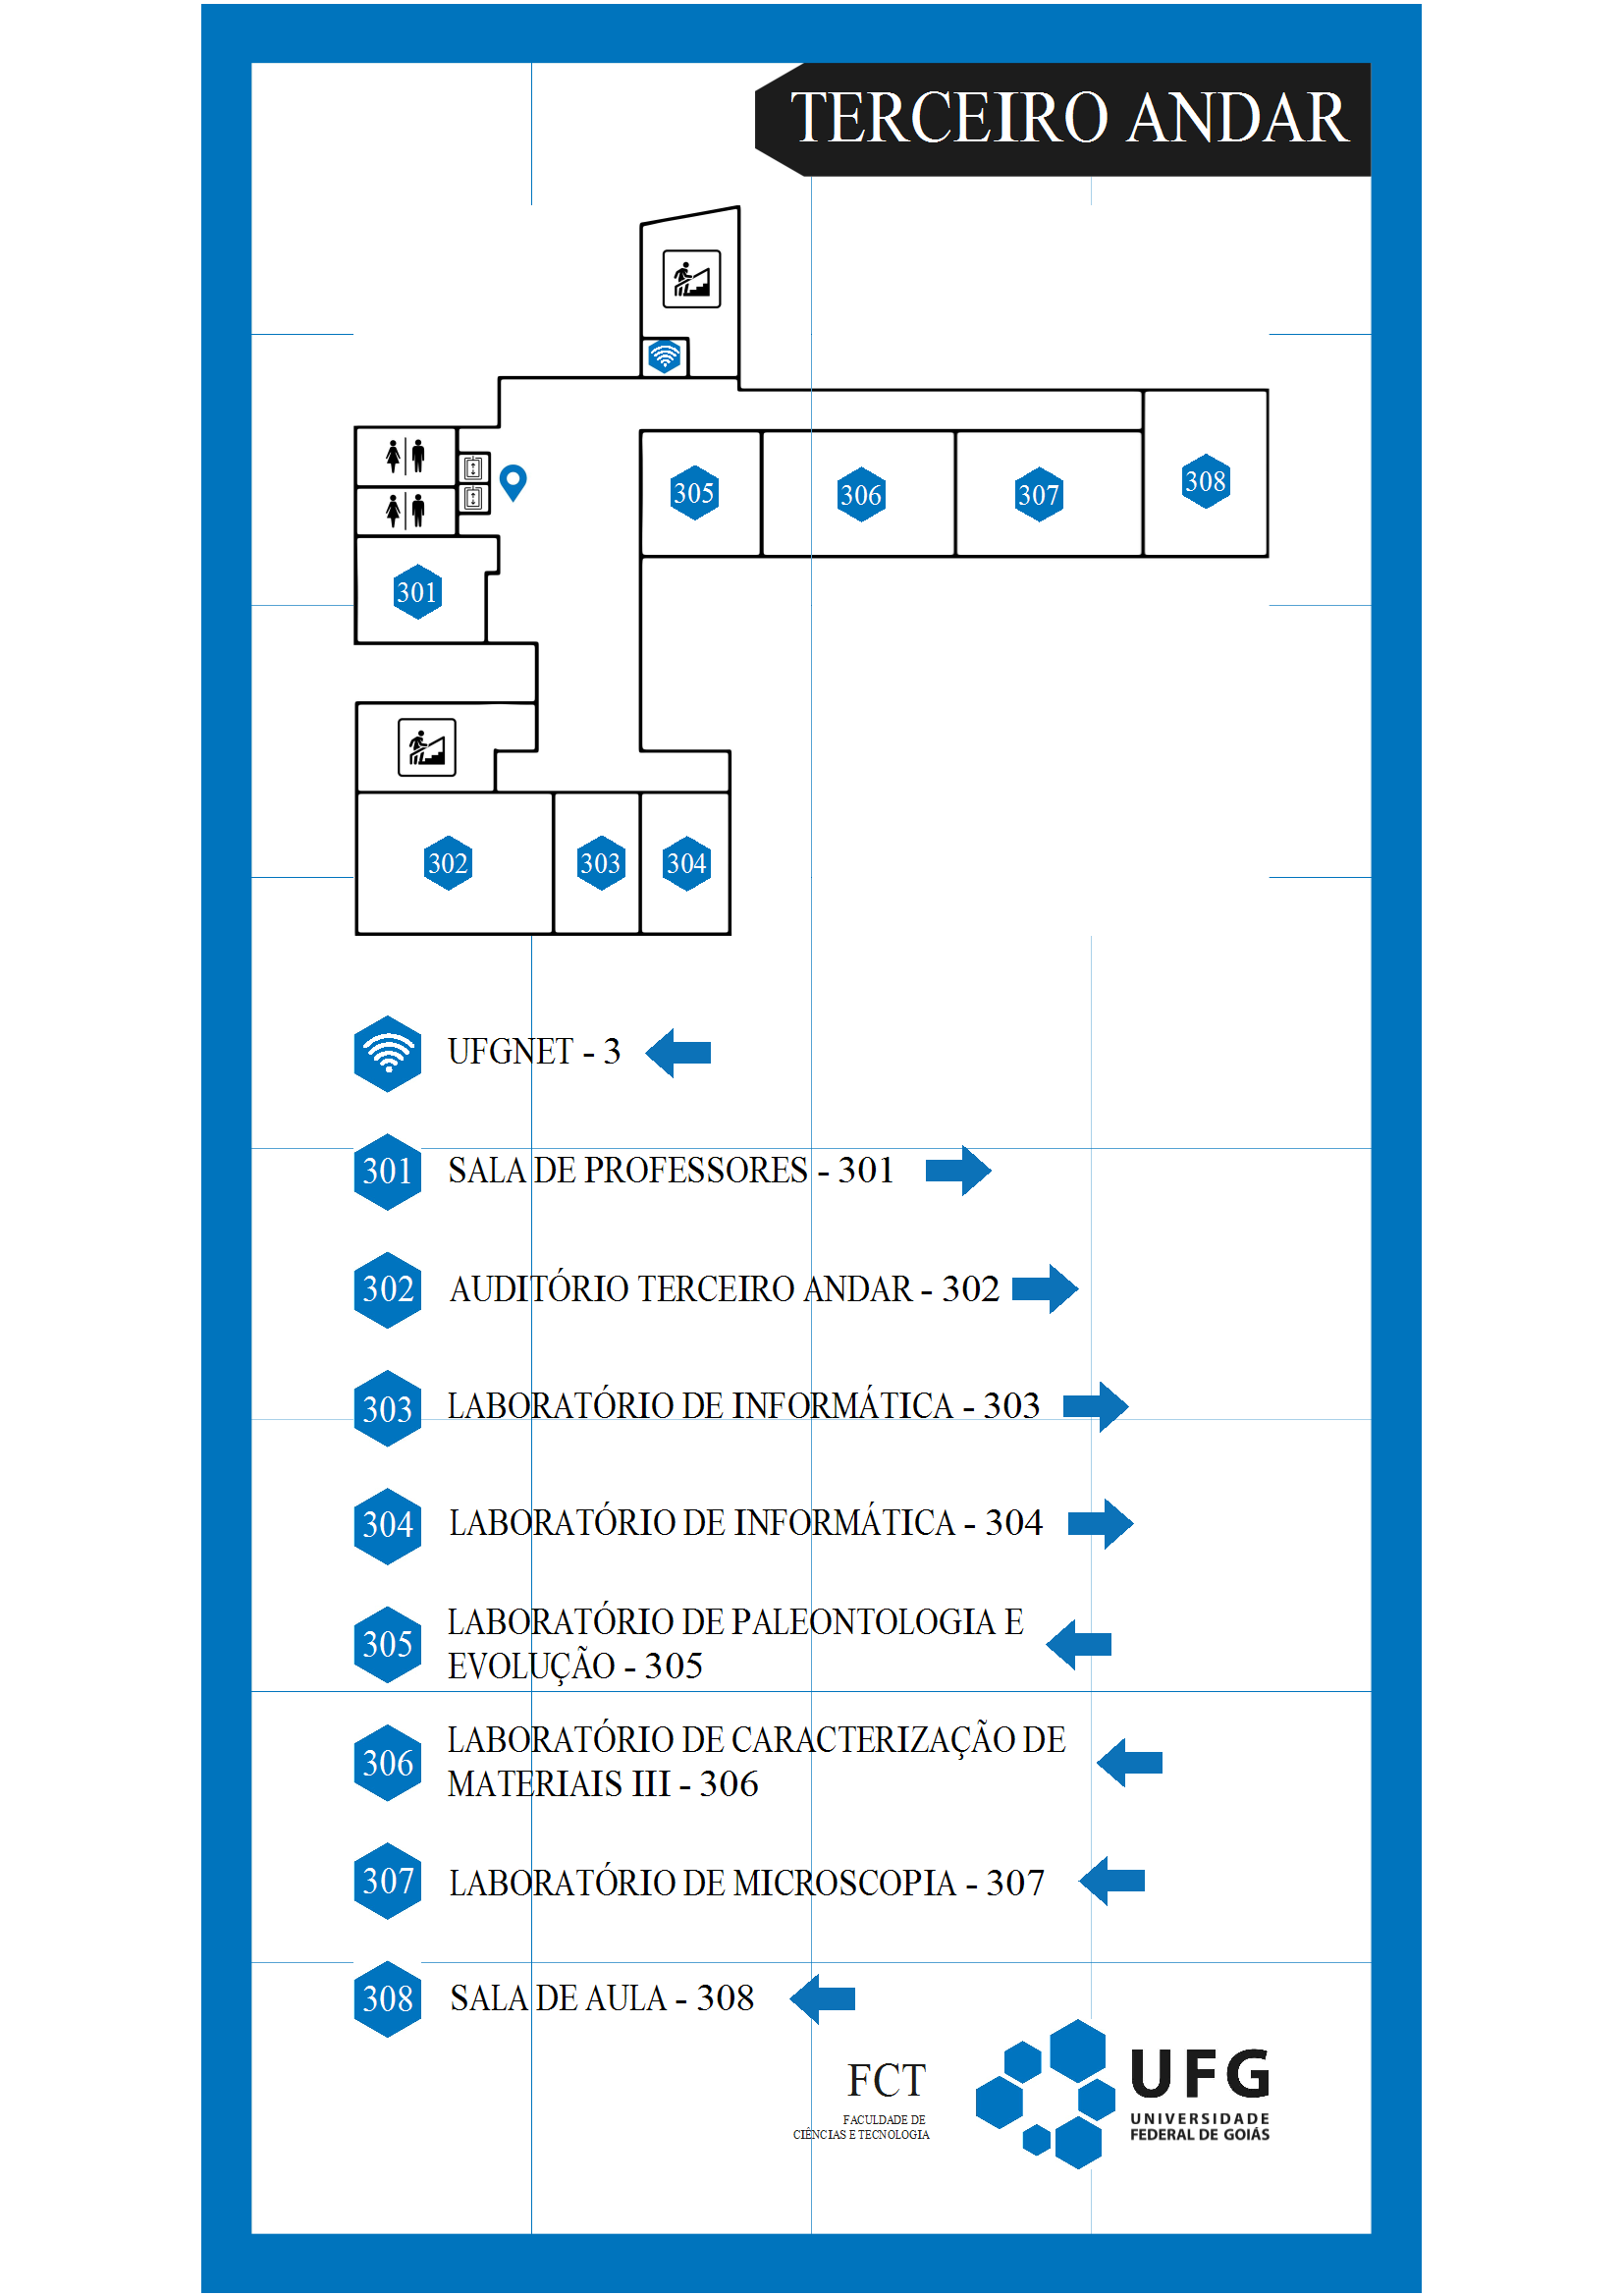 TERCEIRO ANDAR
305
306
307
308
301
302
303
304
UFGNET - 3
301 SALA DE PROFESSORES - 301
302 AUDITÓRIO TERCEIRO ANDAR - 302
303 LABORATÓRIO DE INFORMÁTICA - 303
304 LABORATÓRIO DE INFORMÁTICA - 304
305 LABORATÓRIO DE PALEONTOLOGIA E
EVOLUÇÃO - 305
306 LABORATÓRIO DE CARACTERIZAÇÃO DE
MATERIAIS III - 306
307 LABORATÓRIO DE MICROSCOPIA - 307
308 SALA DE AULA - 308
FCT
FACULDADE DE
CIÊNCIAS E TECNOLOGIA
UFG
UNIVERSIDADE
FEDERAL DE GOIÁS